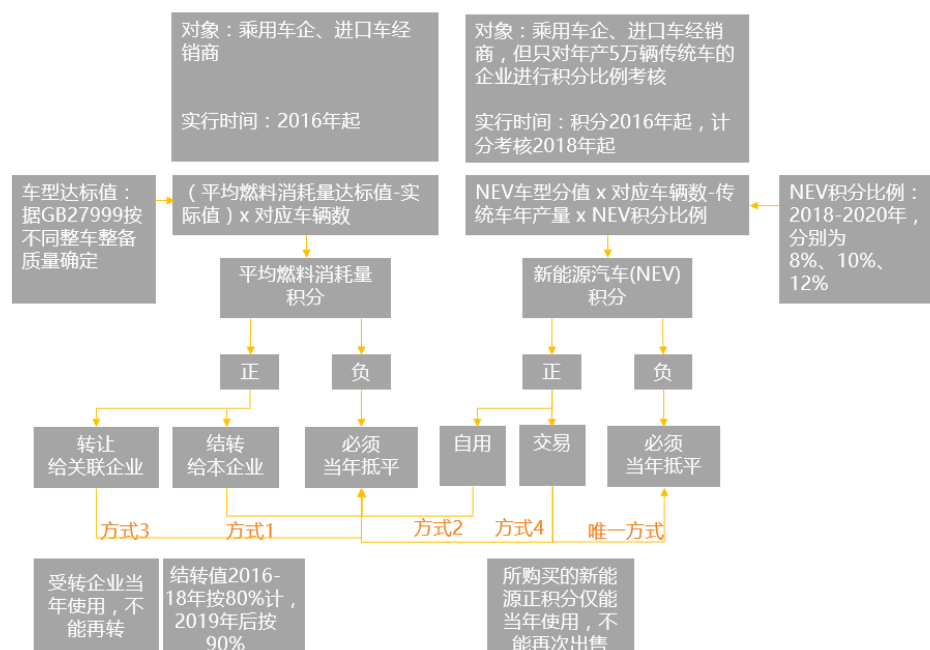 对象：乘用车企、进口车经
销商
实行时间：2016年起
对象：乘用车企、进口车经销
商，但只对年产5万辆传统车的
企业进行积分比例考核
实行时间：积分2016年起，计
分考核2018年起
车型达标值：
据GB27999按
不同整车整备
质量确定
（平均燃料消耗量达标值-实
际值）x 对应车辆数
NEV车型分值 x 对应车辆数-传
统车年产量 x NEV积分比例
NEV积分比例：
2018-2020年，
分别为
8%、10%、
12%
平均燃料消耗量
积分
新能源汽车(NEV)
积分
正
负
正
负
转让
给关联企业
结转
给本企业
必须
当年抵平
自用
交易
必须
当年抵平
方式3
方式1
方式2
方式4
唯一方式
受转企业当
年使用，不
能再转
结转值2016-
18年按80%计，
2019年后按
90%
所购买的新能
源正积分仅能
当年使用，不
能再次出售